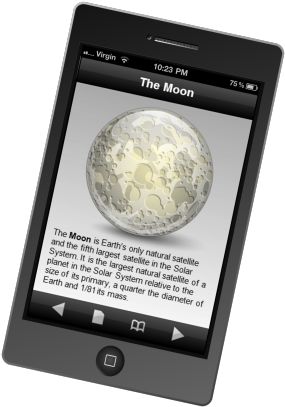 ... Virgin
10:23 PM
75%
The Moon
The Moon is Earth's only natural satellite
and the fifth largest satellite in the Solar
System. It is the largest natural satellite of a
planet in the Solar System relative to the
size of its primary, a quarter the diameter of
Earth and 1/81 its mass.